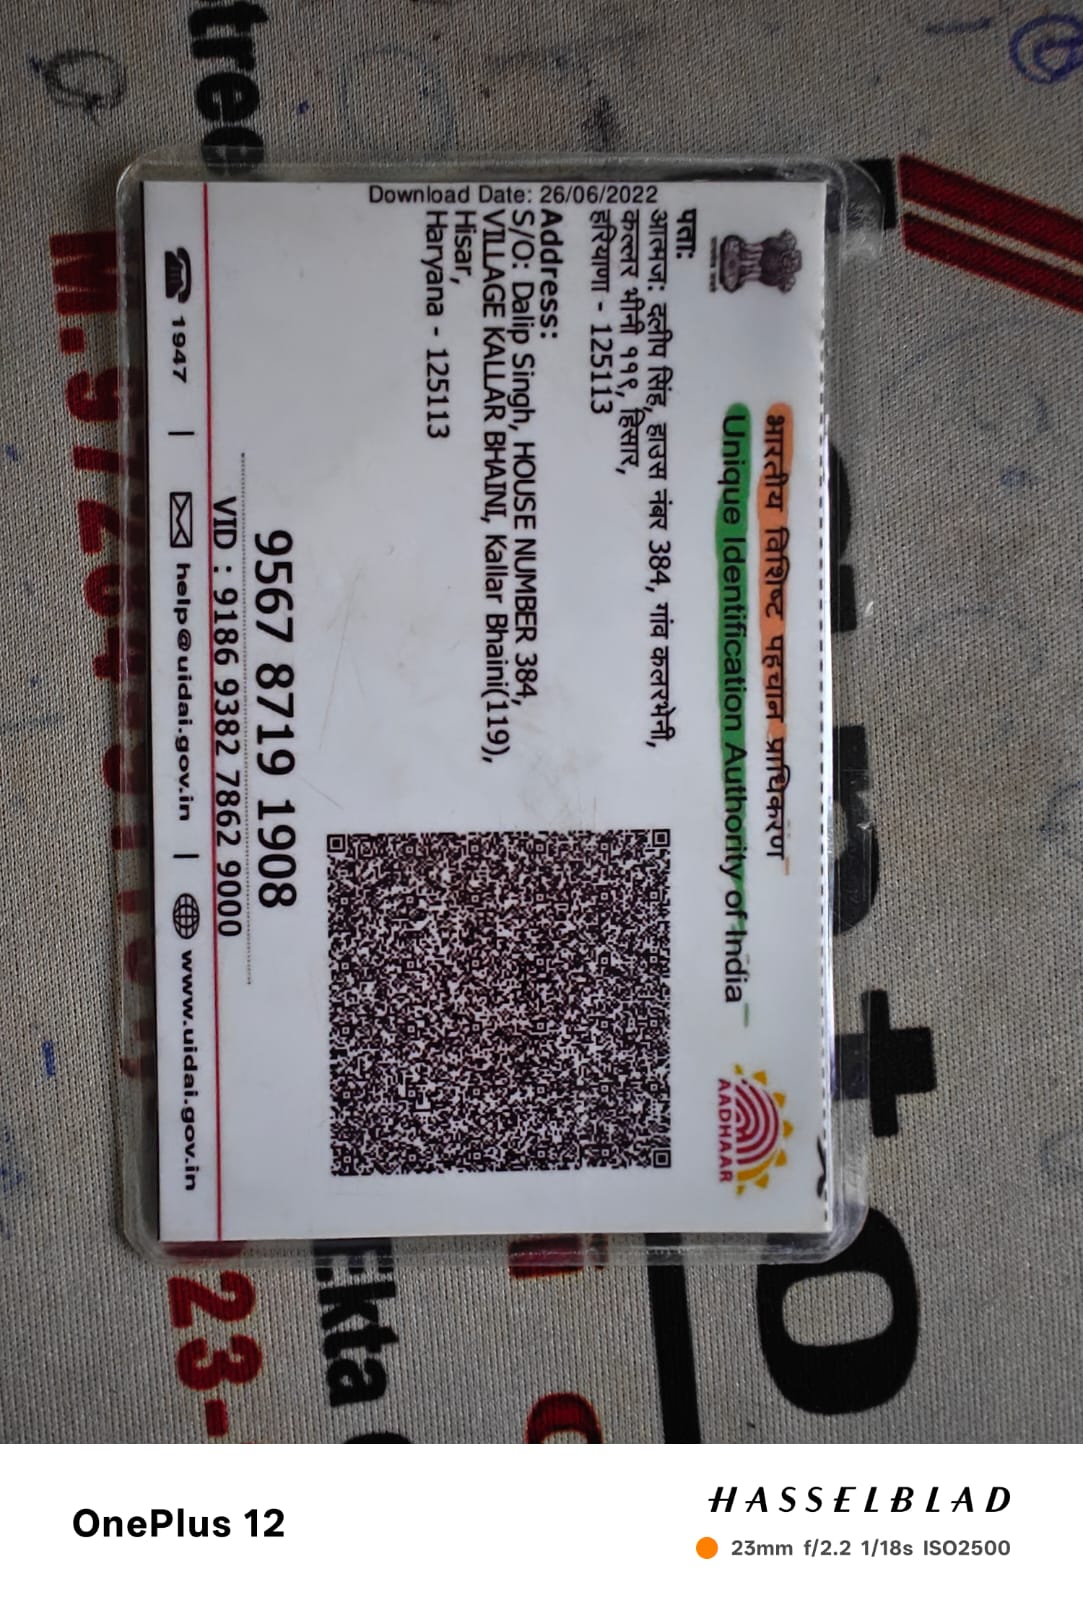 भारतीय विशिष्ट पहचान प्राधिकरण
Unique Identification Authority of India
AADHAAR
पता:
आत्मज: दलीप सिंह, हाउस नंबर 384, गांव कलरभेनी,
कल्लर भीनी ११९, हिसार,
हरियाणा - 125113
Address:
S/O: Dalip Singh, HOUSE NUMBER 384,
VILLAGE KALLAR BHAINI, Kallar Bhaini(119),
Hisar,
Haryana - 125113
Download Date: 26/06/2022
9567 8719 1908
VID : 9186 9382 7862 9000
1947 | help@uidai.gov.in | www.uidai.gov.in
Ekta
23-
OnePlus 12
HASSELBLAD
23mm f/2.2 1/18s ISO2500